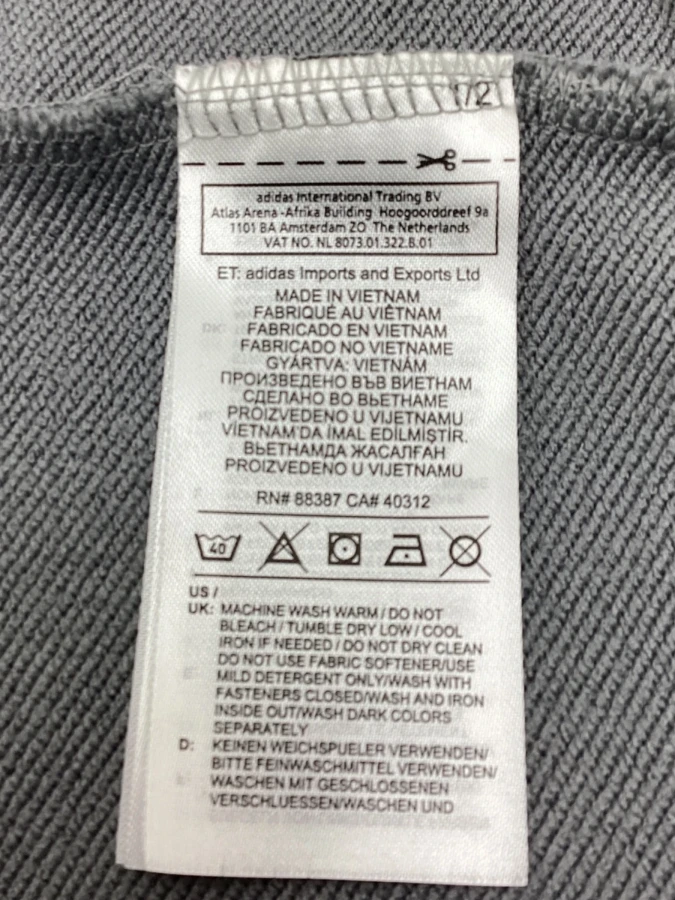 1/2
adidas International Trading BV
Atlas Arena -Afrika Building Hoogoorddreef 9a
1101 BA Amsterdam ZO The Netherlands
VAT NO. NL 8073.01.322.B.01
ET: adidas Imports and Exports Ltd
MADE IN VIETNAM
FABRIQUÉ AU VIÊTNAM
FABRICADO EN VIETNAM
FABRICADO NO VIETNAME
GYÁRTVA: VIETNÁM
ПРОИЗВЕДЕНО ВЪВ ВИЕТНАМ
СДЕЛАНО ВО ВЬЕТНАМЕ
PROIZVEDENO U VIJETNAMU
VİETNAM'DA İMAL EDİLMİŞTİR.
ВЬЕТНАМДА ЖАСАЛҒАН
PROIZVEDENO U VIJETNAMU
RN# 88387 CA# 40312
40
US /
UK: MACHINE WASH WARM / DO NOT
BLEACH / TUMBLE DRY LOW / COOL
IRON IF NEEDED / DO NOT DRY CLEAN
DO NOT USE FABRIC SOFTENER/USE
MILD DETERGENT ONLY/WASH WITH
FASTENERS CLOSED/WASH AND IRON
INSIDE OUT/WASH DARK COLORS
SEPARATELY
D: KEINEN WEICHSPUELER VERWENDEN/
BITTE FEINWASCHMITTEL VERWENDEN/
WASCHEN MIT GESCHLOSSENEN
VERSCHLUESSEN/WASCHEN UND